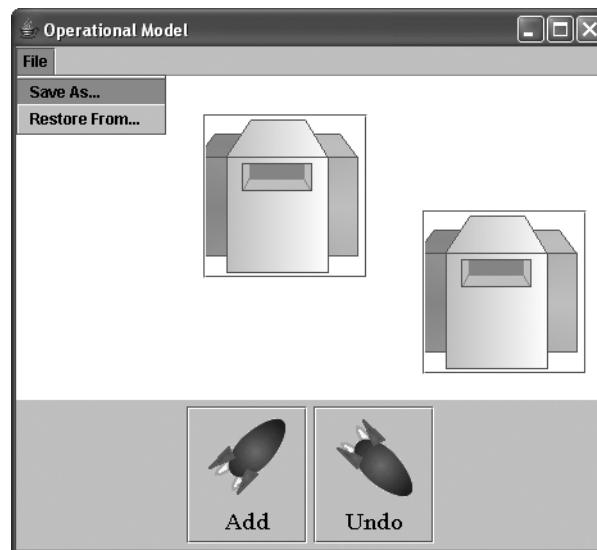 Operational Model
File
Save As...
Restore From...
Add
Undo